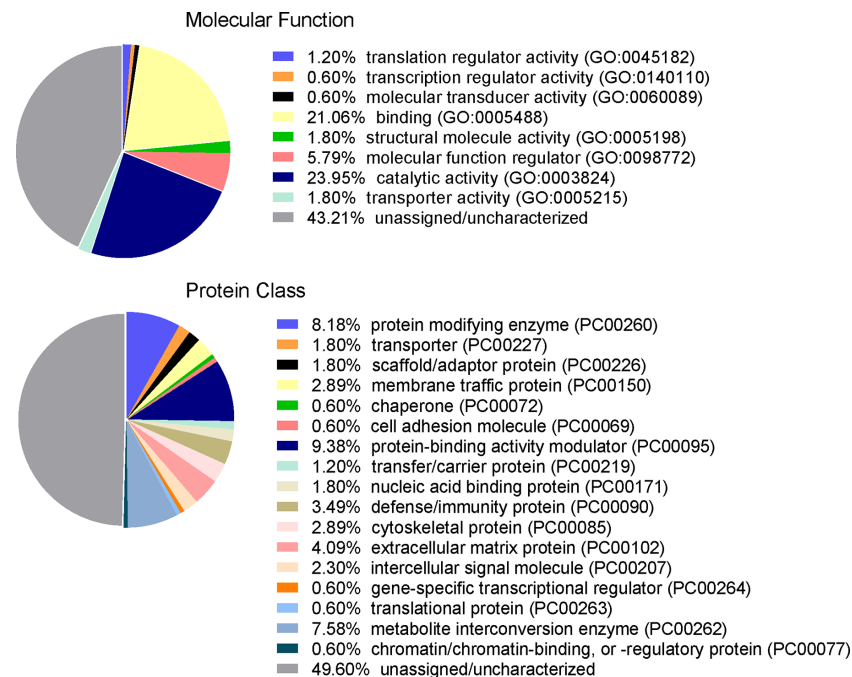 Molecular Function
1.20% translation regulator activity (GO:0045182)
0.60% transcription regulator activity (GO:0140110)
0.60% molecular transducer activity (GO:0060089)
21.06% binding (GO:0005488)
1.80% structural molecule activity (GO:0005198)
5.79% molecular function regulator (GO:0098772)
23.95% catalytic activity (GO:0003824)
1.80% transporter activity (GO:0005215)
43.21% unassigned/uncharacterized
Protein Class
8.18% protein modifying enzyme (PC00260)
1.80% transporter (PC00227)
1.80% scaffold/adaptor protein (PC00226)
2.89% membrane traffic protein (PC00150)
0.60% chaperone (PC00072)
0.60% cell adhesion molecule (PC00069)
9.38% protein-binding activity modulator (PC00095)
1.20% transfer/carrier protein (PC00219)
1.80% nucleic acid binding protein (PC00171)
3.49% defense/immunity protein (PC00090)
2.89% cytoskeletal protein (PC00085)
4.09% extracellular matrix protein (PC00102)
2.30% intercellular signal molecule (PC00207)
0.60% gene-specific transcriptional regulator (PC00264)
0.60% translational protein (PC00263)
7.58% metabolite interconversion enzyme (PC00262)
0.60% chromatin/chromatin-binding, or -regulatory protein (PC00077)
49.60% unassigned/uncharacterized